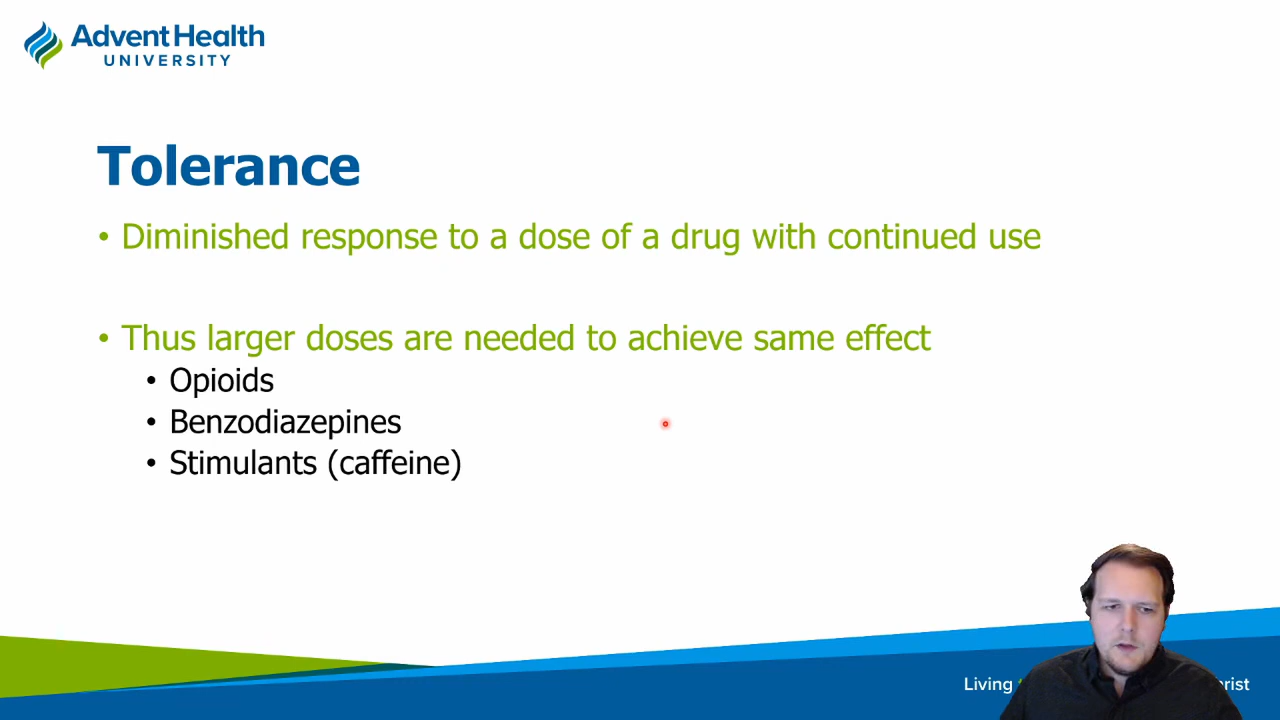 AdventHealth
UNIVERSITY
Tolerance
• Diminished response to a dose of a drug with continued use
• Thus larger doses are needed to achieve same effect
• Opioids
• Benzodiazepines
• Stimulants (caffeine)
Living